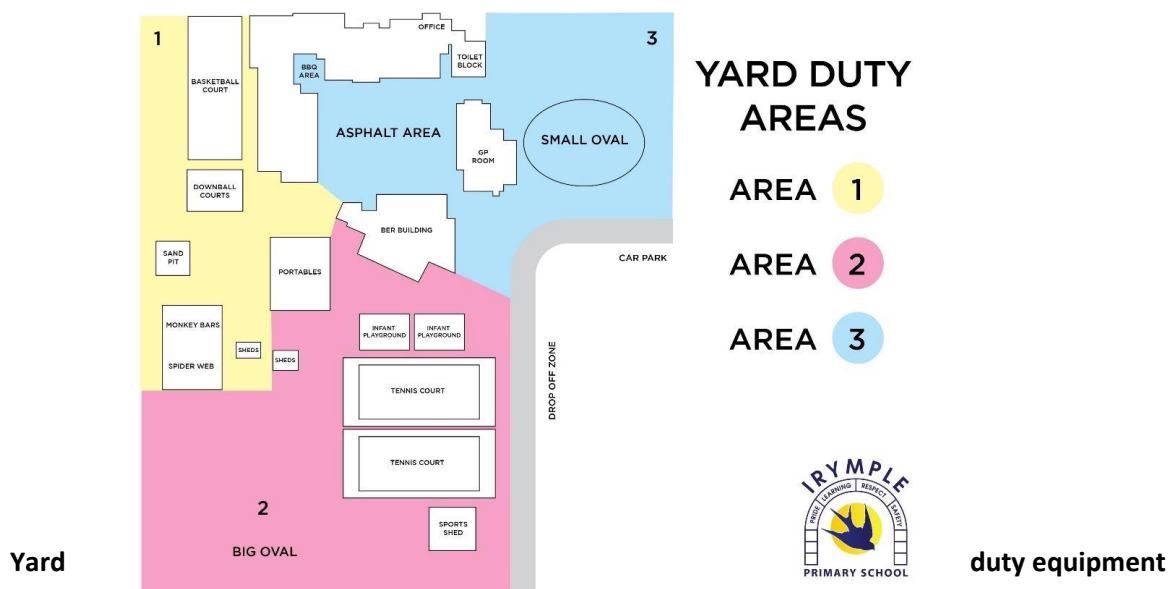 1
3
OFFICE
TOILET
BLOCK
BBQ
AREA
BASKETBALL
COURT
ASPHALT AREA
GP
ROOM
SMALL OVAL
DOWNBALL
COURTS
BER BUILDING
SAND
PIT
PORTABLES
CAR PARK
MONKEY BARS
SPIDER WEB
SHEDS
SHEDS
INFANT
PLAYGROUND
INFANT
PLAYGROUND
TENNIS COURT
TENNIS COURT
DROP OFF ZONE
2
BIG OVAL
SPORTS
SHED
YARD DUTY
AREAS
AREA 1
AREA 2
AREA 3
IRYMPLE
PRIDE LEARNING RESPECT SAFETY
PRIMARY SCHOOL
Yard duty equipment